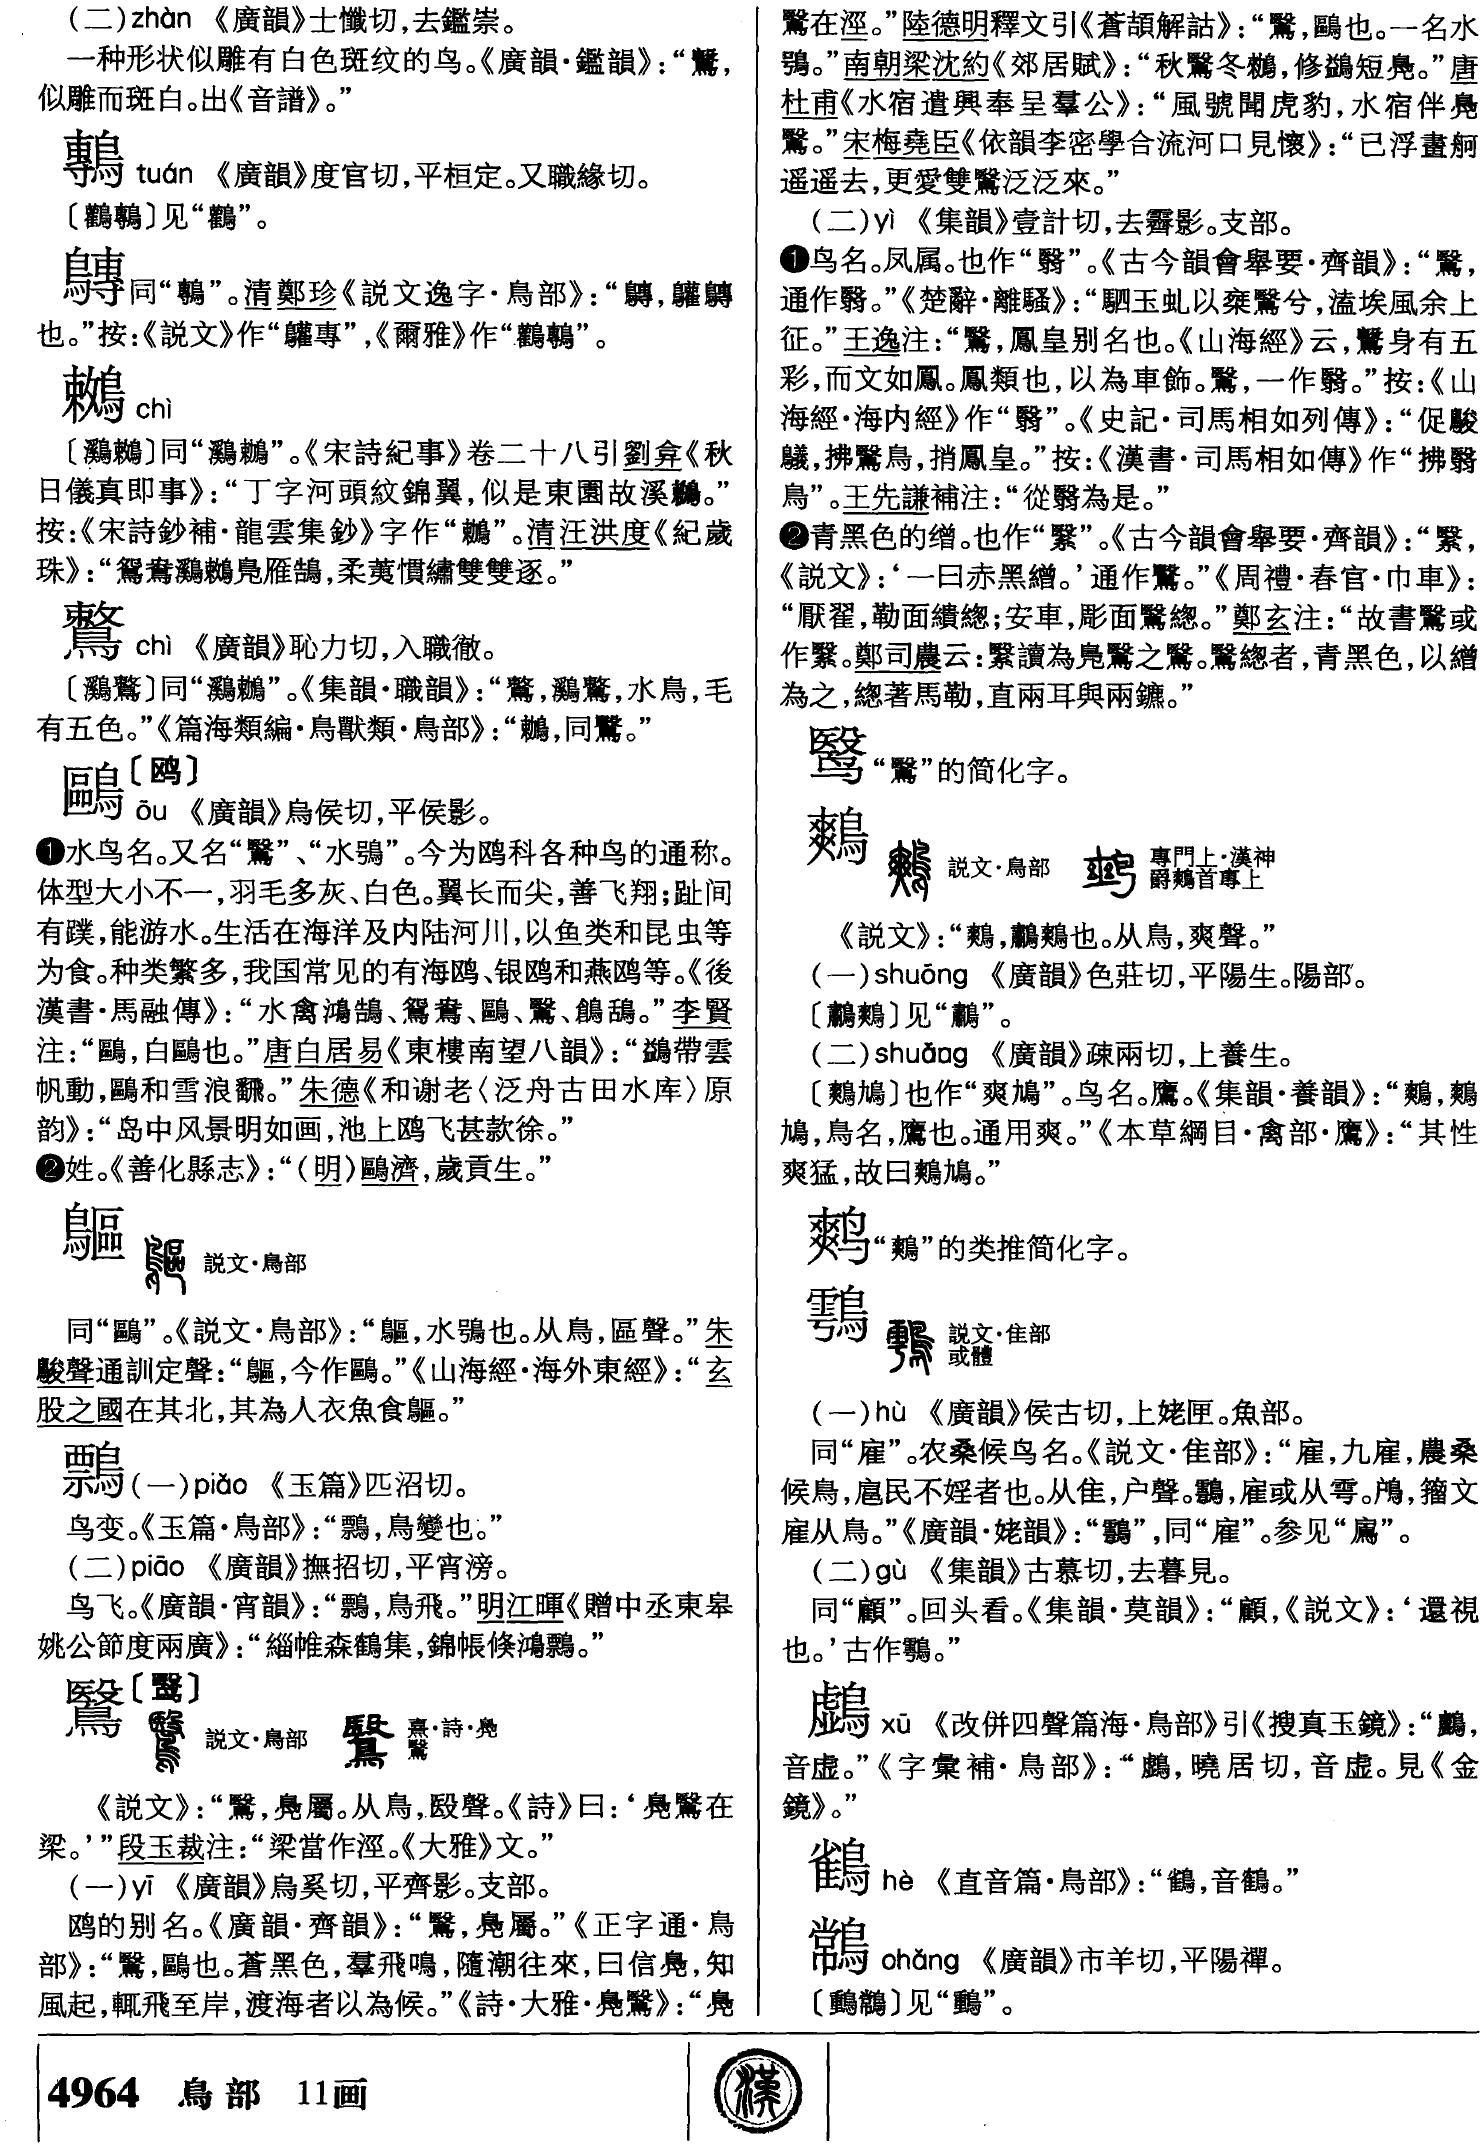 (二)zhàn 《廣韻》士懺切,去鑑崇。
一种形状似雕有白色斑纹的鸟。《廣韻·鑑韻》:“鷩,
似雕而斑白。出《音譜》。”
鷒 tuán 《廣韻》度官切,平桓定。又職緣切。
〔鸛鷒〕见“鸛”。
同“鷒”。清鄭珍《説文逸字·鳥部》:
也。”按:《説文》作“專”,《爾雅》作“鸛鷒”。
chì
同“鸂鶒”。《宋詩紀事》卷二十八引劉弇《秋
日儀真即事》:“丁字河頭紋錦翼,似是東園故溪鷘。”
按:《宋詩鈔補·龍雲集鈔》字作“鶒”。清汪洪度《紀歲
珠》:“鴛鴦鸂鶒鳧雁鵠,柔荑慣繡雙雙逐。”
鷘 chì 《廣韻》恥力切,入職徹。
〔鸂鷘〕同“鸂鶒”。《集韻·職韻》:“鷘,鸂鷘,水鳥,毛
有五色。”《篇海類編·鳥獸類·鳥部》:“鶒,同鷘。”
鷗〔鸥〕
ōu 《廣韻》烏侯切,平侯影。
❶水鸟名。又名“鷖”、“水鴞”。今为鸥科各种鸟的通称。
体型大小不一,羽毛多灰、白色。翼长而尖,善飞翔;趾间
有蹼,能游水。生活在海洋及内陆河川,以鱼类和昆虫等
为食。种类繁多,我国常见的有海鸥、银鸥和燕鸥等。《後
漢書·馬融傳》:“水禽鴻鵠、鴛鴦、鷗、鷖、鶬鴰。”李賢
注:“鷗,白鷗也。”唐白居易《東樓南望八韻》:“鷁帶雲
帆動,鷗和雪浪翻。”朱德《和谢老〈泛舟古田水库〉原
韵》:“岛中风景明如画,池上鸥飞甚款徐。”
❷姓。《善化縣志》:“(明)鷗濟,歲貢生。”
説文·鳥部
同“鷗”。《説文·鳥部》:“䳼,水鴞也。从鳥,區聲。”朱
駿聲通訓定聲:“䳼,今作鷗。”《山海經·海外東經》:“玄
股之國在其北,其為人衣魚食䳼。”
鷅(一)piǎo 《玉篇》匹沼切。
鸟变。《玉篇·鳥部》:“鳥變也。”
(二)piāo 《廣韻》撫招切,平宵滂。
鸟飞。《廣韻·宵韻》:“鳥飛。”明江暉《贈中丞東皋
姚公節度兩廣》:“緇帷森鶴集,錦帳倏鴻。”
鷖〔鹥〕
説文·鳥部 熹·詩·鳧鷖
《説文》:“鷖,鳧屬。从鳥,殹聲。《詩》曰:‘鳧鷖在
梁。’”段玉裁注:“梁當作涇。《大雅》文。”
(一)yī 《廣韻》烏奚切,平齊影。支部。
鸥的别名。《廣韻·齊韻》:“鷖,鳧屬。”《正字通·鳥
部》:“鷖,鷗也。蒼黑色,羣飛鳴,隨潮往來,曰信鳧,知
風起,輒飛至岸,渡海者以為候。”《詩·大雅·鳧鷖》:“鳧
鷖在涇。”陸德明釋文引《蒼頡解詁》:“鷖,鷗也。一名水
鴞。”南朝梁沈約《郊居賦》:“秋鷖冬鶒,修鷁短鳧。”唐
杜甫《水宿遣興奉呈羣公》:“風號聞虎豹,水宿伴鳧
鷖。”宋梅堯臣《依韻李密學合流河口見懷》:“已浮畫舸
遥遥去,更愛雙鷖泛泛來。”
(二)yì 《集韻》壹計切,去霽影。支部。
❶鸟名。凤属。也作“翳”。《古今韻會舉要·齊韻》:“鷖,
通作翳。”《楚辭·離騷》:“駟玉虬以椉鷖兮,溘埃風余上
征。”王逸注:“鷖,鳳皇别名也。《山海經》云,鷖身有五
彩,而文如鳳。鳳類也,以為車飾。鷖,一作翳。”按:《山
海經·海内經》作“翳”。《史記·司馬相如列傳》:“促鵔
鸃,拂鷖鳥,捎鳳皇。”按:《漢書·司馬相如傳》作“拂翳
鳥”。王先謙補注:“從翳為是。”
❷青黑色的缯。也作“繄”。《古今韻會舉要·齊韻》:“繄,
《説文》:‘一曰赤黑繒。’通作鷖。”《周禮·春官·巾車》:
“厭翟,勒面繢緫;安車,彫面鷖緫。”鄭玄注:“故書鷖或
作繄。鄭司農云:繄讀為鳧鷖之鷖。鷖緫者,青黑色,以繒
為之,緫著馬勒,直兩耳與兩鑣。”
鹥“鷖”的简化字。
鷞 説文·鳥部 專門上·漢神爵鷞首專上
《説文》:“鷞,鷫鷞也。从鳥,爽聲。”
(一)shuāng 《廣韻》色莊切,平陽生。陽部。
〔鷫鷞〕见“鷫”。
(二)shuǎng 《廣韻》疎兩切,上養生。
〔鷞鳩〕也作“爽鳩”。鸟名。鷹。《集韻·養韻》:“鷞,鷞
鳩,鳥名,鷹也。通用爽。”《本草綱目·禽部·鷹》:“其性
爽猛,故曰鷞鳩。”
“鷞”的类推简化字。
説文·隹部
或體
(一)hù 《廣韻》侯古切,上姥匣。魚部。
同“雇”。农桑候鸟名。《説文·隹部》:“雇,九雇,農桑
候鳥,扈民不婬者也。从隹,户聲。雇或从雩。鳸,籀文
雇从鳥。”《廣韻·姥韻》:同“雇”。参见“鳸”。
(二)gù 《集韻》古慕切,去暮見。
同“顧”。回头看。《集韻·莫韻》:“顧,《説文》:‘還視
也。’古作。”
xū 《改併四聲篇海·鳥部》引《搜真玉鏡》:
音虚。”《字彙補·鳥部》:“曉居切,音虚。見《金
鏡》。”
hè 《直音篇·鳥部》:“音鶴。”
鱨 cháng 《廣韻》市羊切,平陽禪。
见
4964 鳥部 11画
漢